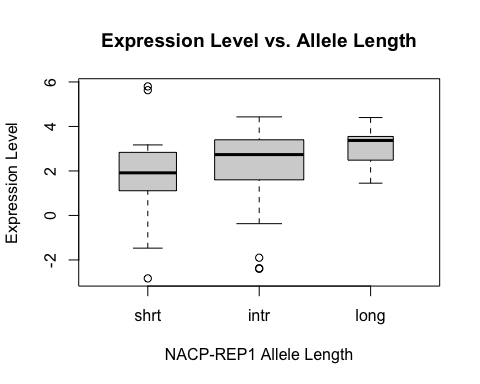 Expression Level vs. Allele Length
Expression Level
6
4
2
0
-2
shrt intr long
NACP-REP1 Allele Length